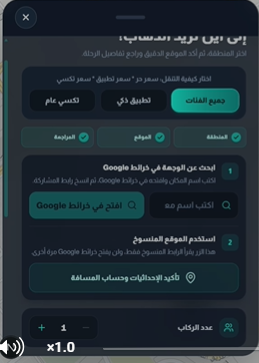 إلى أين تريد الذهاب؟
اختر المنطقة، ثم أكد الموقع الدقيق وراجع تفاصيل الرحلة.
اختار كيفية التنقل: سعر حر * سعر تطبيق * سعر تكسي
جميع الفئات
تطبيق ذكي
تكسي عام
المنطقة
الموقع
المراجعة
1
ابحث عن الوجهة في خرائط Google
اكتب اسم المكان وافتحه في خرائط Google، ثم انسخ رابط المشاركة.
اكتب اسم مع
افتح في خرائط Google
2
استخدم الموقع المنسوخ
هذا الزر يقرأ الرابط المنسوخ فقط، ولن يفتح خرائط Google مرة أخرى
تأكيد الإحداثيات وحساب المسافة
عدد الركاب
1
x1.0